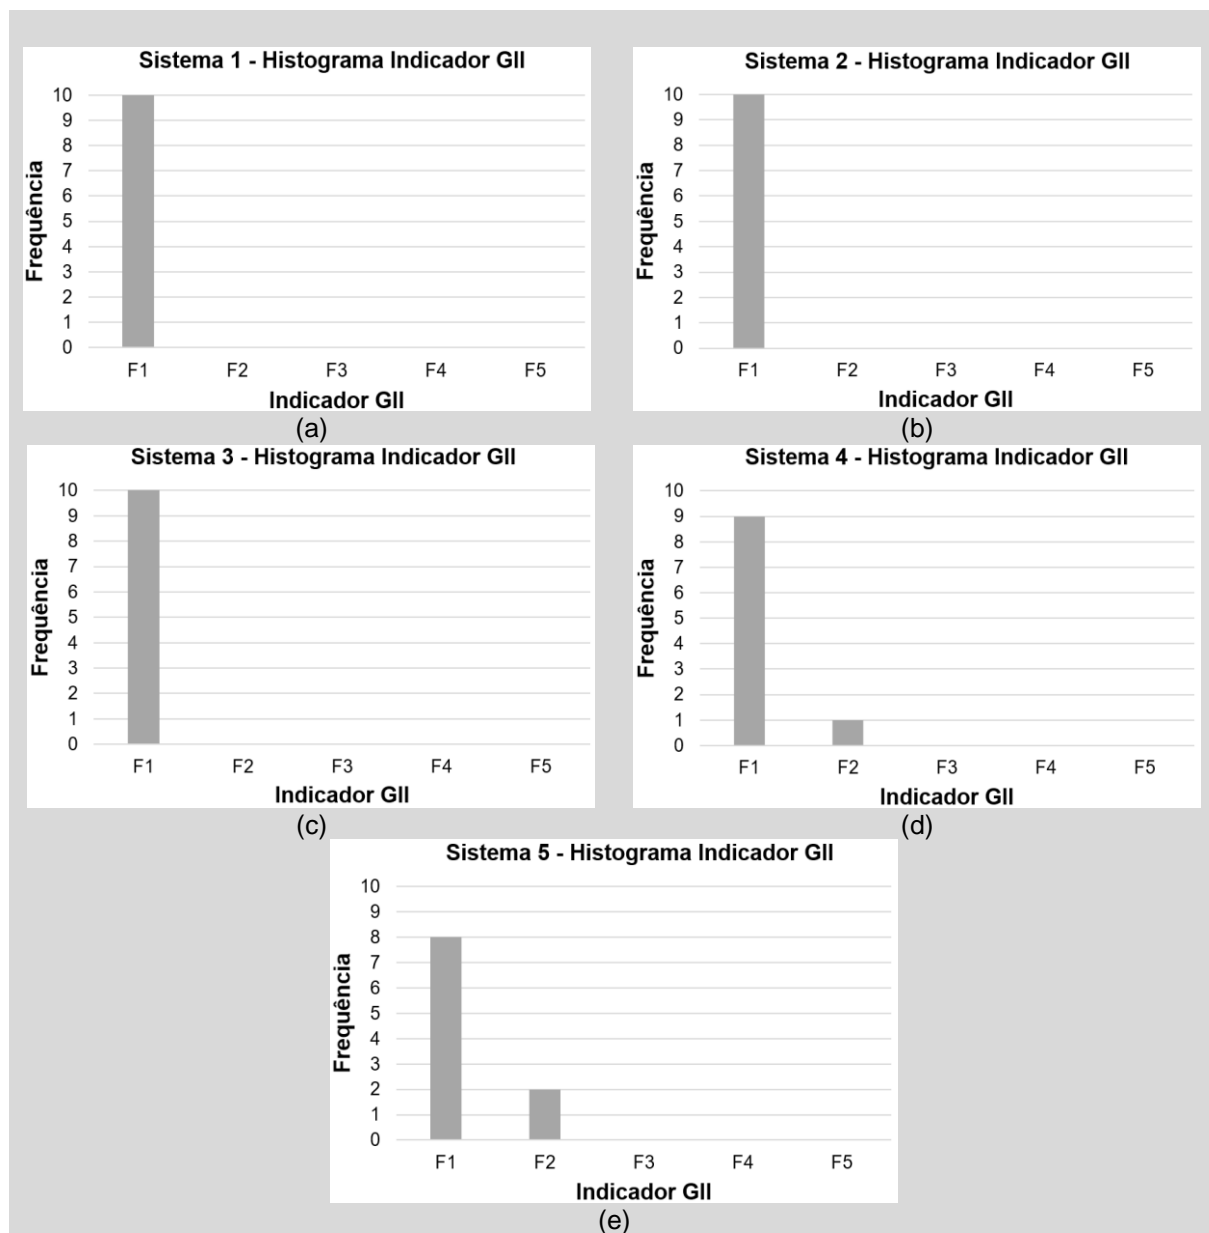 Sistema 1 - Histograma Indicador GII
Frequência
10
9
8
7
6
5
4
3
2
1
0
F1 F2 F3 F4 F5
Indicador GII
(a)
Sistema 2 - Histograma Indicador GII
Frequência
10
9
8
7
6
5
4
3
2
1
0
F1 F2 F3 F4 F5
Indicador GII
(b)
Sistema 3 - Histograma Indicador GII
Frequência
10
9
8
7
6
5
4
3
2
1
0
F1 F2 F3 F4 F5
Indicador GII
(c)
Sistema 4 - Histograma Indicador GII
Frequência
10
9
8
7
6
5
4
3
2
1
0
F1 F2 F3 F4 F5
Indicador GII
(d)
Sistema 5 - Histograma Indicador GII
Frequência
10
9
8
7
6
5
4
3
2
1
0
F1 F2 F3 F4 F5
Indicador GII
(e)